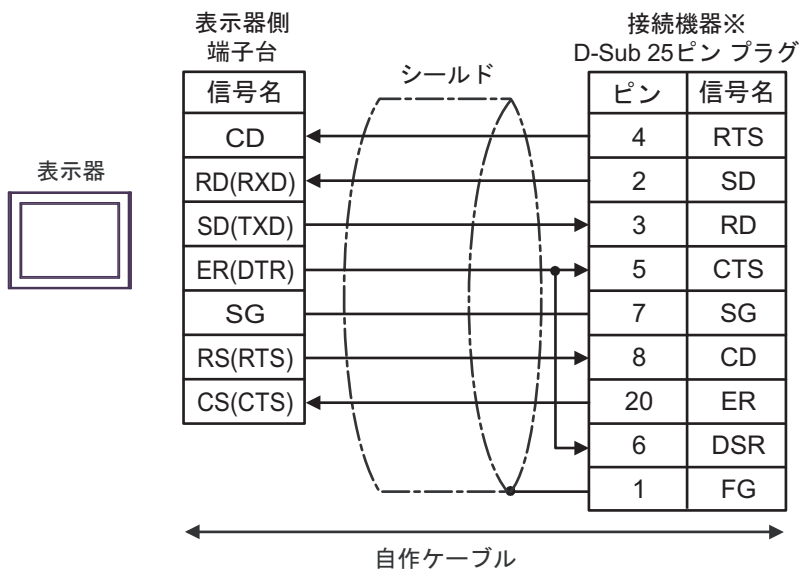 表示器側
端子台
接続機器※
D-Sub 25ピン プラグ
シールド
信号名
ピン 信号名
CD
4 RTS
RD(RXD)
2 SD
表示器
SD(TXD)
3 RD
ER(DTR)
5 CTS
SG
7 SG
RS(RTS)
8 CD
CS(CTS)
20 ER
6 DSR
1 FG
自作ケーブル